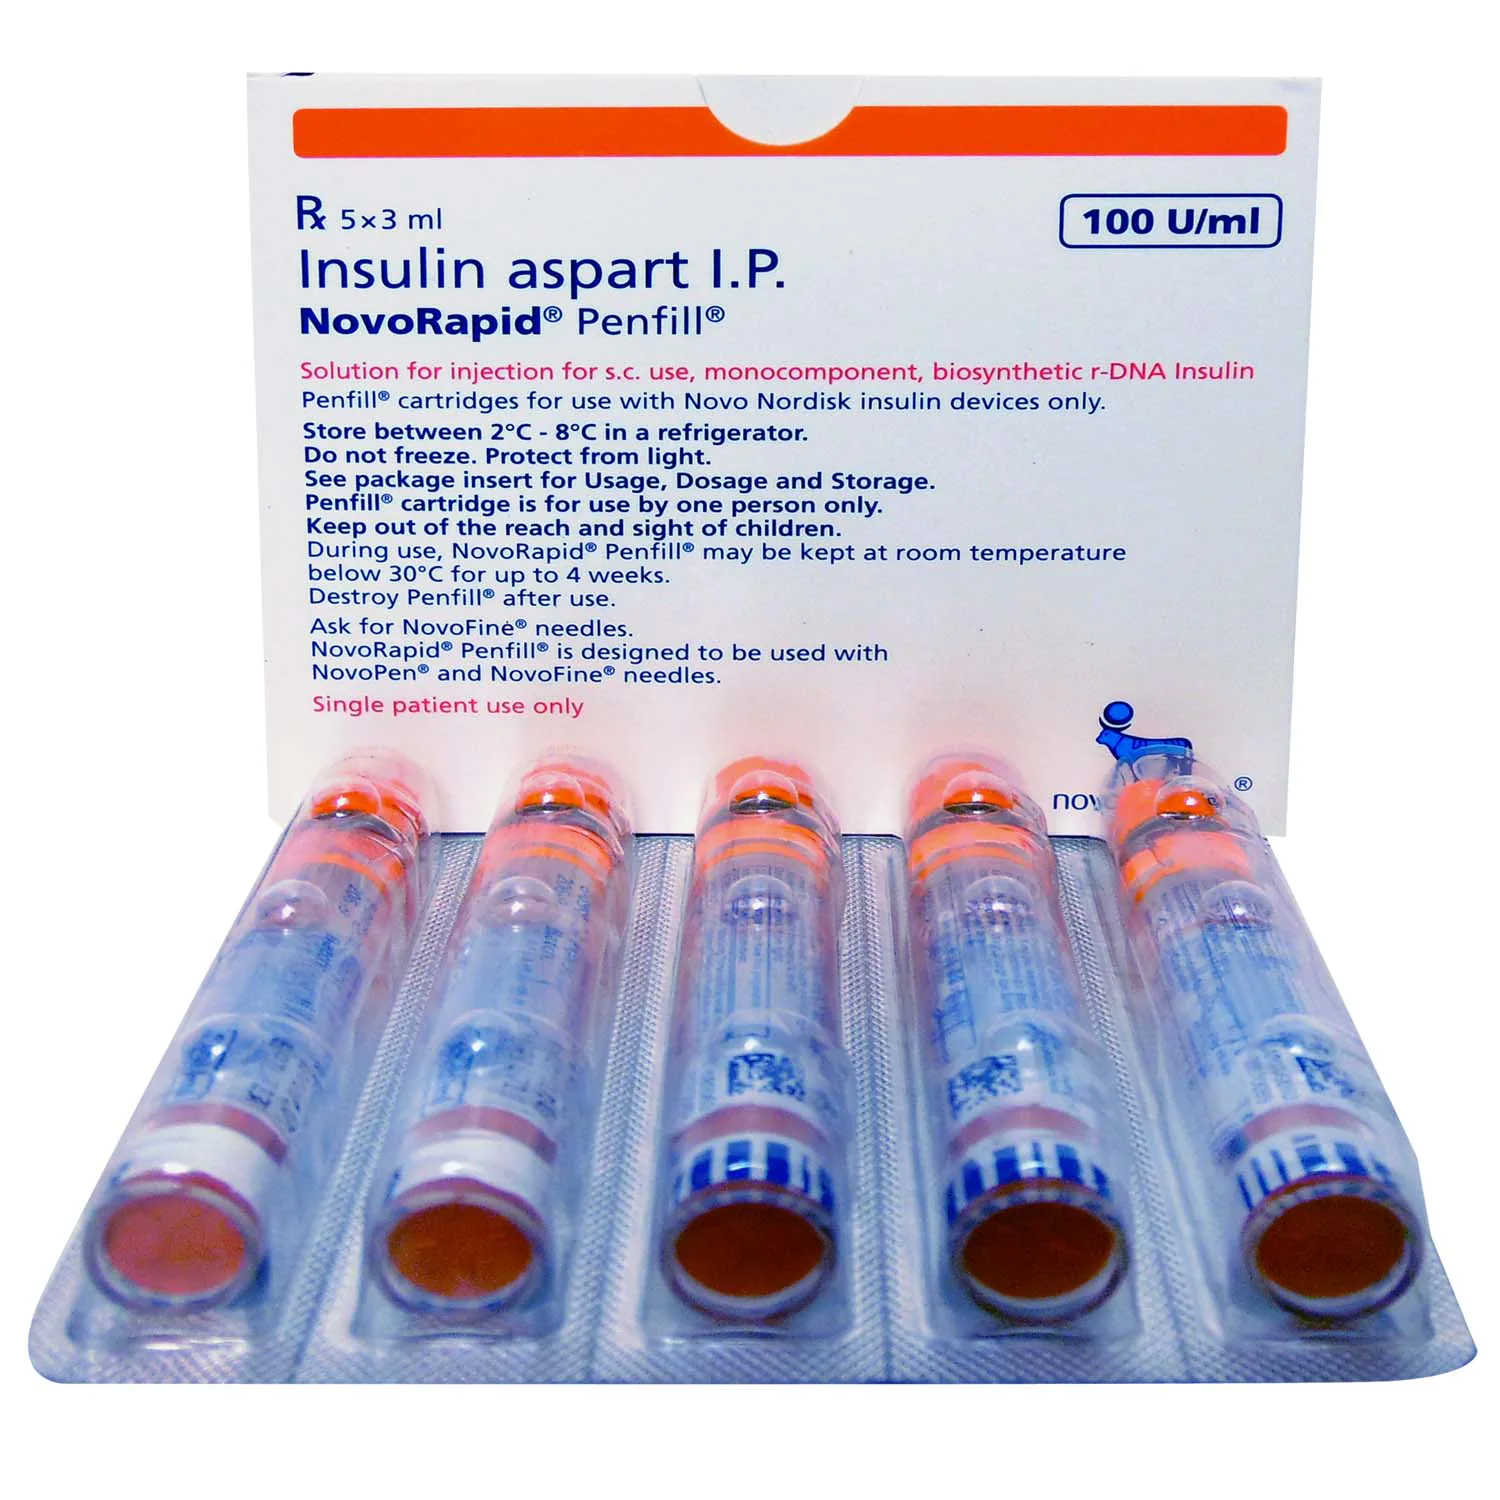 Rx 5×3 ml
100 U/ml
Insulin aspart I.P.
NovoRapid® Penfill®
Solution for injection for s.c. use, monocomponent, biosynthetic r-DNA Insulin
Penfill® cartridges for use with Novo Nordisk insulin devices only.
Store between 2°C - 8°C in a refrigerator.
Do not freeze. Protect from light.
See package insert for Usage, Dosage and Storage.
Penfill® cartridge is for use by one person only.
Keep out of the reach and sight of children.
During use, NovoRapid® Penfill® may be kept at room temperature
below 30°C for up to 4 weeks.
Destroy Penfill® after use.
Ask for NovoFine® needles.
NovoRapid® Penfill® is designed to be used with
NovoPen® and NovoFine® needles.
Single patient use only